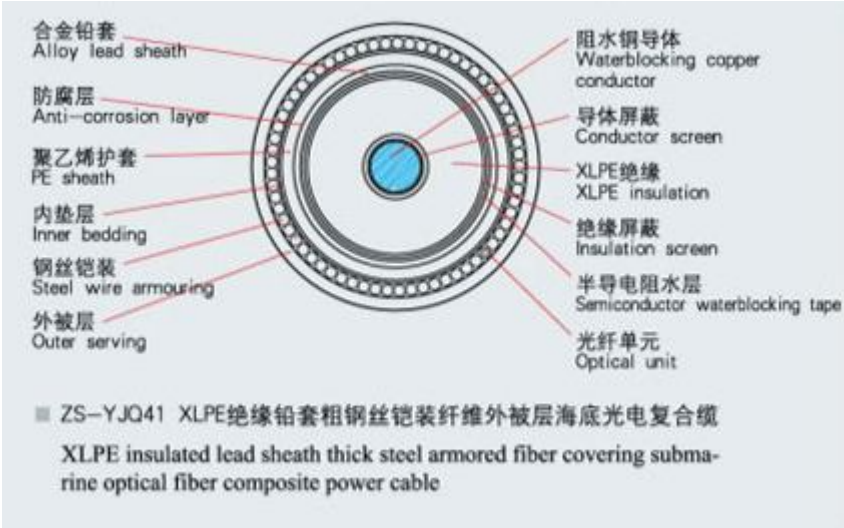 合金铅套
Alloy lead sheath
防腐层
Anti-corrosion layer
聚乙烯护套
PE sheath
内垫层
Inner bedding
钢丝铠装
Steel wire armouring
外被层
Outer serving
阻水铜导体
Waterblocking copper
conductor
导体屏蔽
Conductor screen
XLPE绝缘
XLPE insulation
绝缘屏蔽
Insulation screen
半导电阻水层
Semiconductor waterblocking tape
光纤单元
Optical unit
ZS-YJQ41 XLPE绝缘铅套粗钢丝铠装纤维外被层海底光电复合缆
XLPE insulated lead sheath thick steel armored fiber covering subma-
rine optical fiber composite power cable